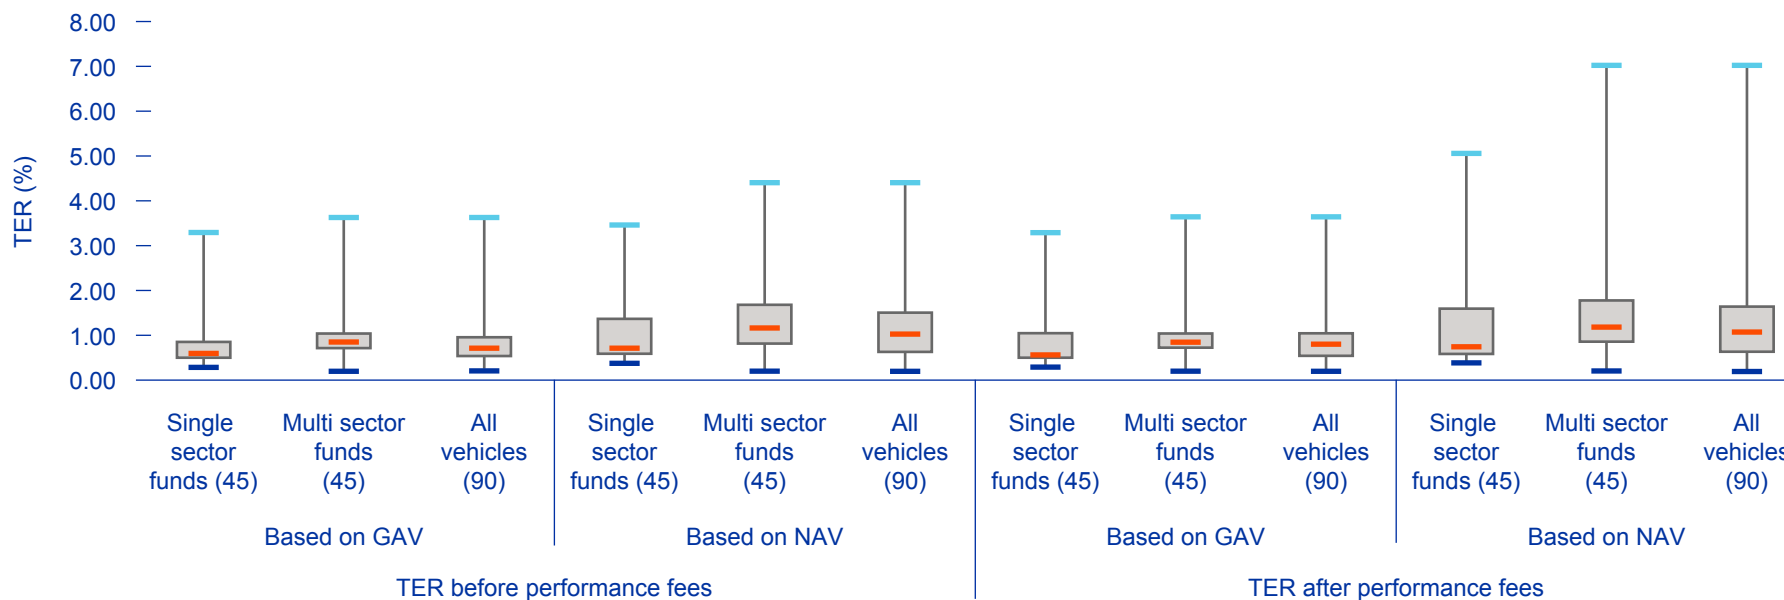 8.00
7.00
6.00
5.00
4.00
3.00
2.00
1.00
0.00
TER (%)
Single
sector
funds (45)
Multi sector
funds
(45)
All
vehicles
(90)
Single
sector
funds (45)
Multi sector
funds
(45)
All
vehicles
(90)
Single
sector
funds (45)
Multi sector
funds
(45)
All
vehicles
(90)
Single
sector
funds (45)
Multi sector
funds
(45)
All
vehicles
(90)
Based on GAV
Based on NAV
Based on GAV
Based on NAV
TER before performance fees
TER after performance fees